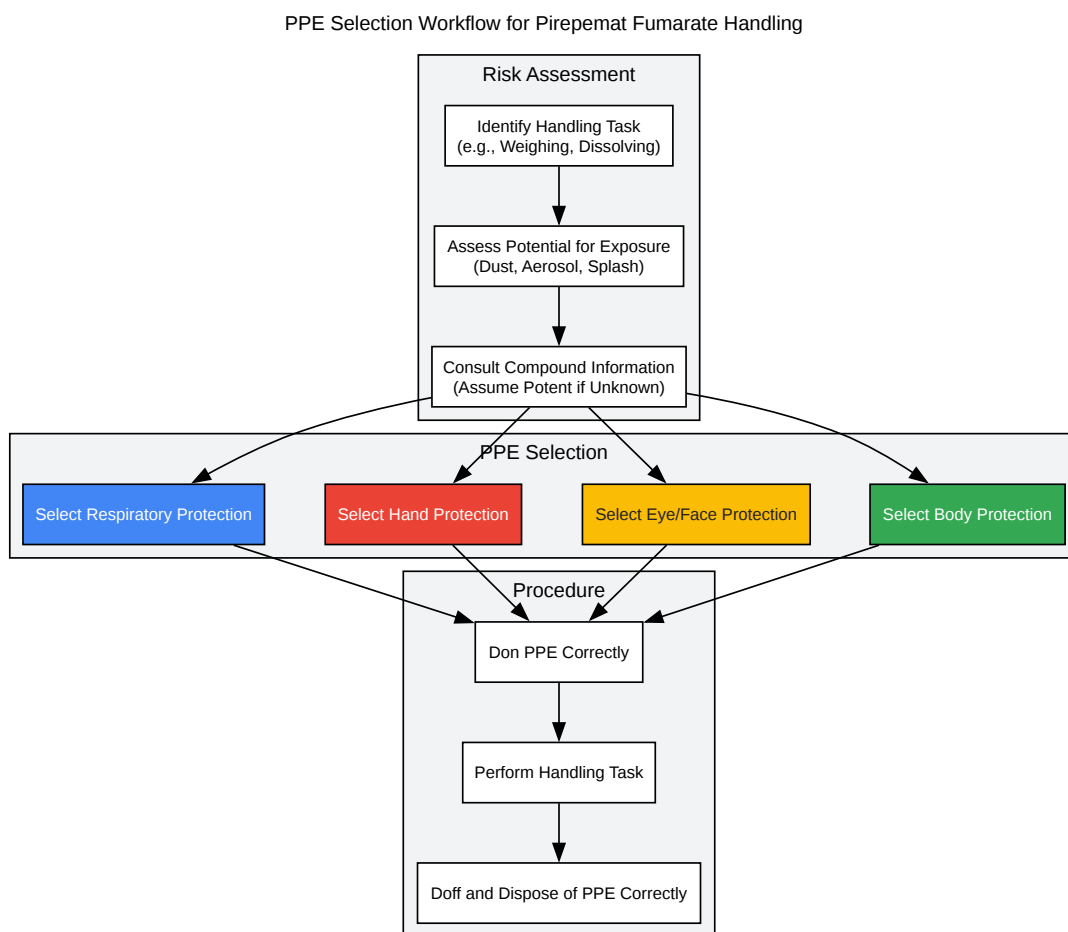 PPE Selection Workflow for Pirepemat Fumarate Handling
Risk Assessment
Identify Handling Task
(e.g., Weighing, Dissolving)
Assess Potential for Exposure
(Dust, Aerosol, Splash)
Consult Compound Information
(Assume Potent if Unknown)
PPE Selection
Select Respiratory Protection
Select Hand Protection
Select Eye/Face Protection
Select Body Protection
Procedure
Don PPE Correctly
Perform Handling Task
Doff and Dispose of PPE Correctly